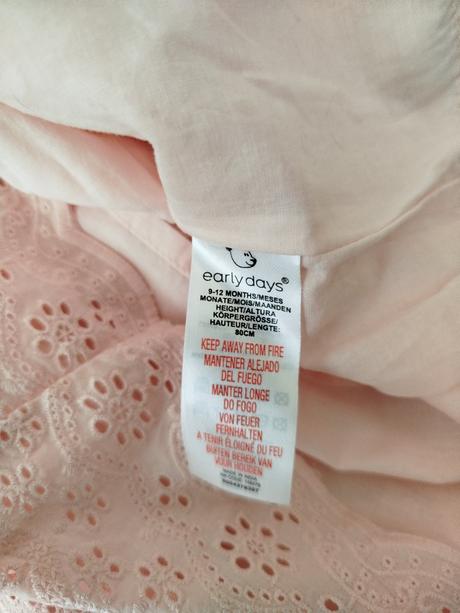 earlydays®
9-12 MONTHS/MESES
MONATE/MOIS/MAANDEN
HEIGHT/ALTURA
KÖRPERGRÖSSE/
HAUTEUR/LENGTE:
80CM
KEEP AWAY FROM FIRE
MANTENER ALEJADO
DEL FUEGO
MANTER LONGE
DO FOGO
VON FEUER
FERNHALTEN
A TENIR ÉLOIGNÉ DU FEU
BUITEN BEREIK VAN
VUUR HOUDEN
MADE IN INDIA